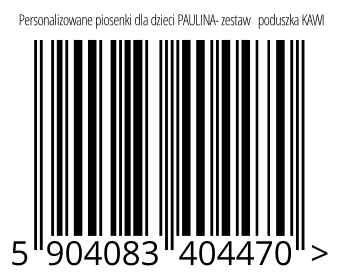 Personalizowane piosenki dla dzieci PAULINA- zestaw   poduszka KAWI
5 904083 404470 >